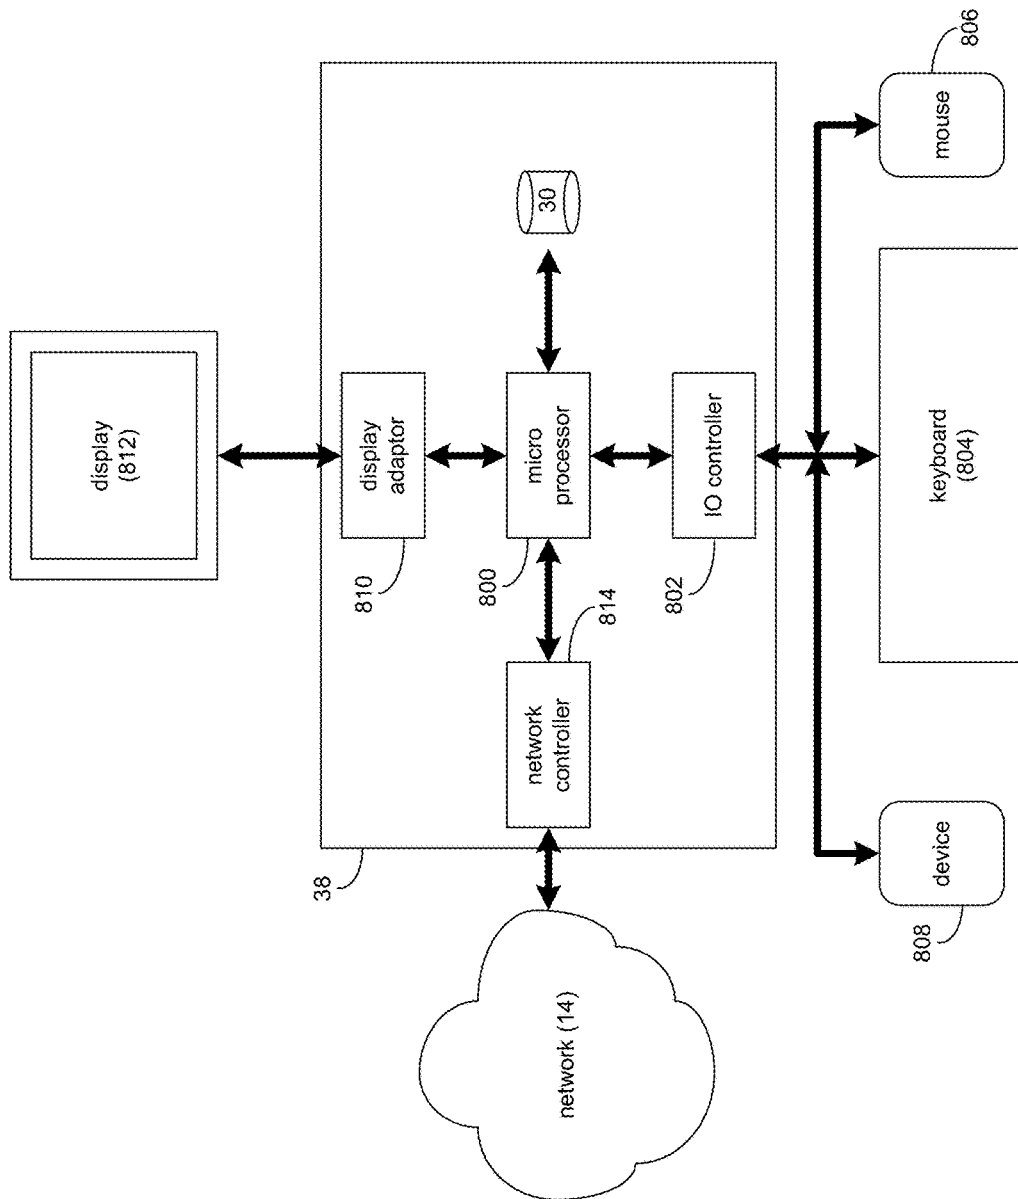 display
(812)
38
810
display
adaptor
network (14)
network
controller
814
800
micro
processor
30
802
IO controller
808
device
keyboard
(804)
mouse
806